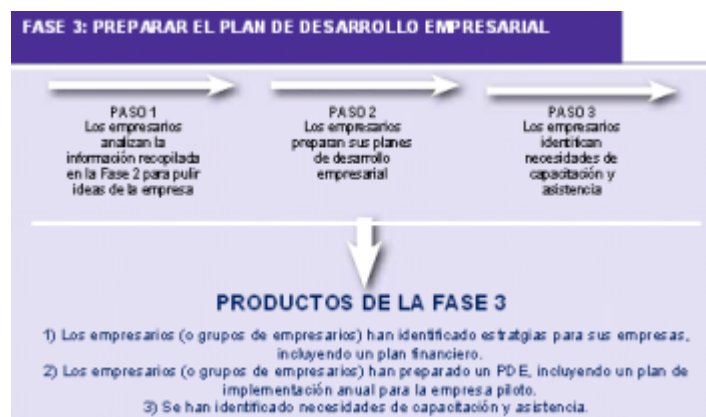 FASE 3: PREPARAR EL PLAN DE DESARROLLO EMPRESARIAL
PASO 1
Los empresarios
analizan la
información recopilada
en la Fase 2 para pulir
ideas de la empresa
PASO 2
Los empresarios
preparan sus planes
de desarrollo
empresarial
PASO 3
Los empresarios
identifican
necesidades de
capacitación y
asistencia
PRODUCTOS DE LA FASE 3
1) Los empresarios (o grupos de empresarios) han identificado estratgias para sus empresas,
incluyendo un plan financiero.
2) Los empresarios (o grupos de empresarios) han preparado un PDE, incluyendo un plan de
implementación anual para la empresa piloto.
3) Se han identificado necesidades de capacitación y asistencia.